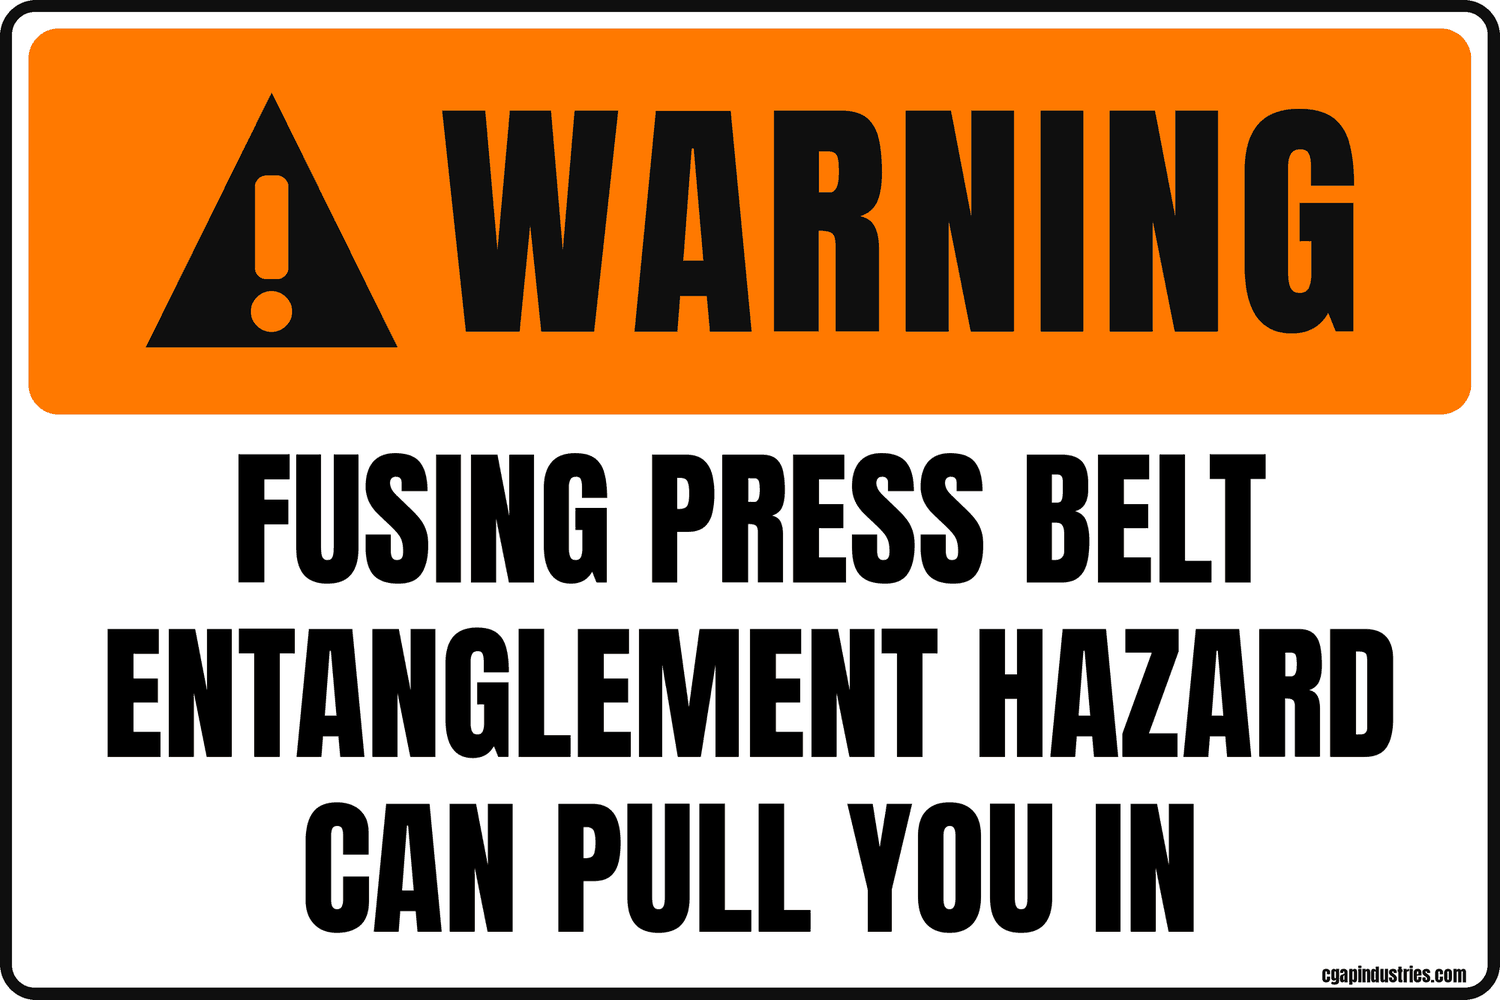 WARNING
FUSING PRESS BELT
ENTANGLEMENT HAZARD
CAN PULL YOU IN
cgapindustries.com